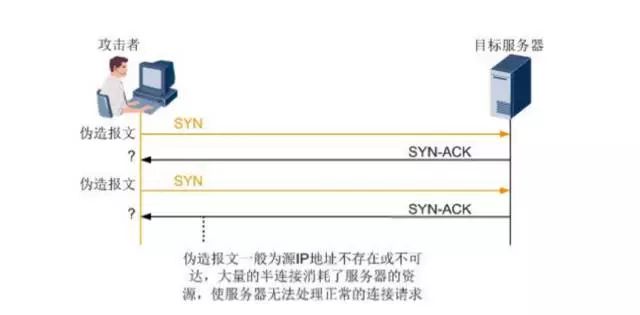 攻击者
目标服务器
SYN
伪造报文
SYN-ACK
?
SYN
伪造报文
SYN-ACK
?
伪造报文一般为源IP地址不存在或不可
达，大量的半连接消耗了服务器的资
源，使服务器无法处理正常的连接请求